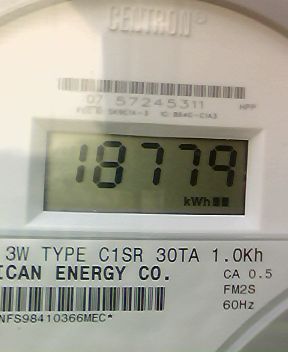 CENTRON®
07 57245311 HPP
18779
kWh
3W TYPE C1SR 30TA 1.0Kh
ICAN ENERGY CO. CA 0.5
FM2S
NFS98410366MEC* 60Hz